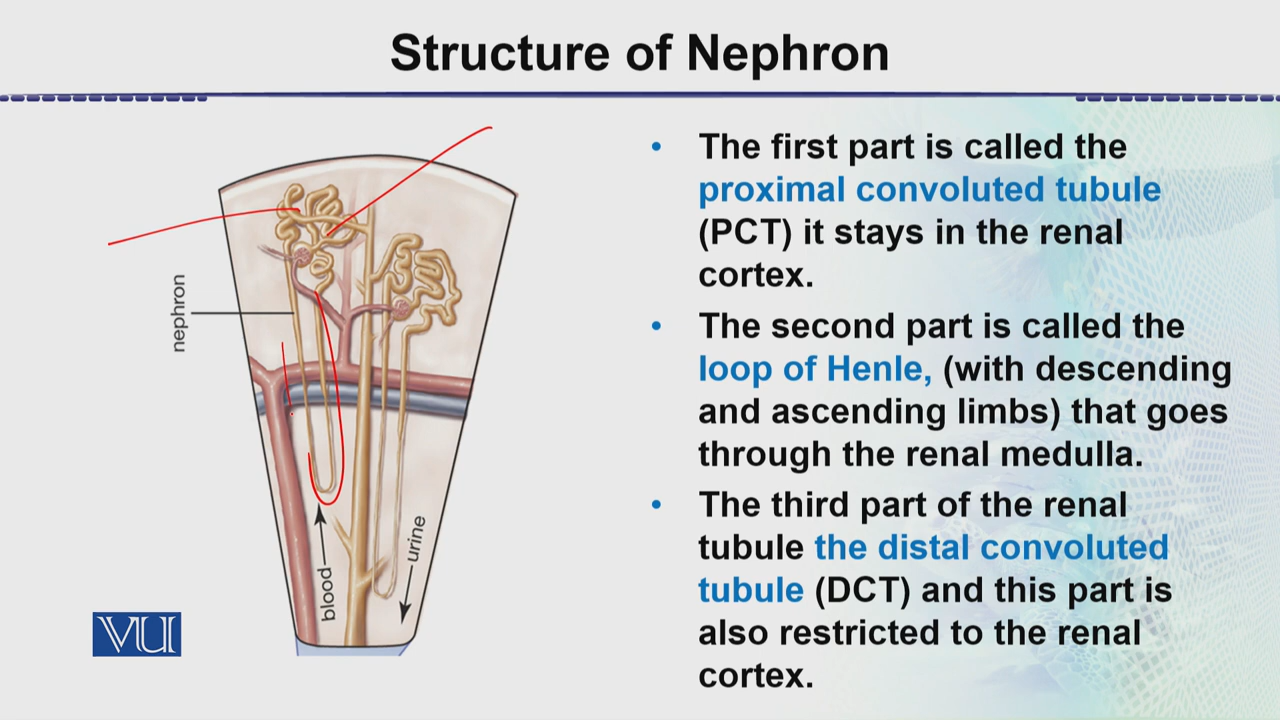 Structure of Nephron
nephron
blood
urine
VU
• The first part is called the
proximal convoluted tubule
(PCT) it stays in the renal
cortex.
• The second part is called the
loop of Henle, (with descending
and ascending limbs) that goes
through the renal medulla.
• The third part of the renal
tubule the distal convoluted
tubule (DCT) and this part is
also restricted to the renal
cortex.